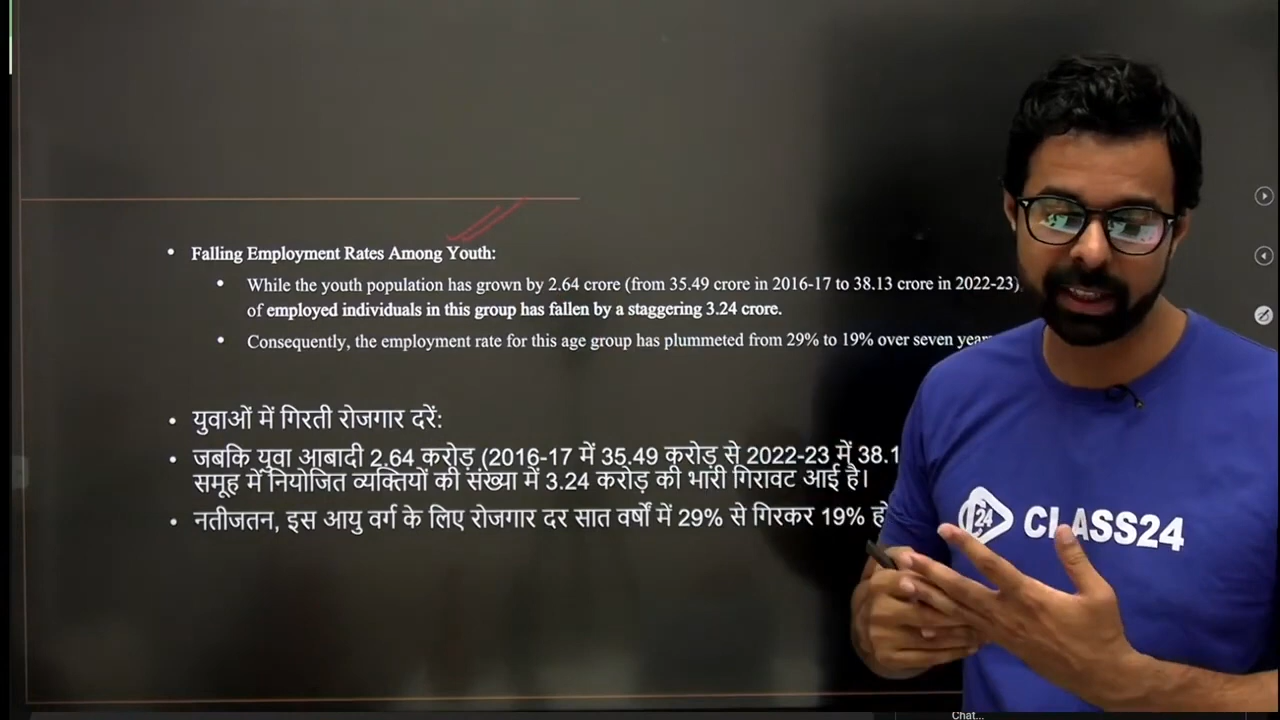 Falling Employment Rates Among Youth:
While the youth population has grown by 2.64 crore (from 35.49 crore in 2016-17 to 38.13 crore in 2022-23),
of employed individuals in this group has fallen by a staggering 3.24 crore.
Consequently, the employment rate for this age group has plummeted from 29% to 19% over seven
युवाओं में गिरती रोजगार दरें:
जबकि युवा आबादी 2.64 करोड़ (2016-17 में 35.49 करोड़ से 2022-23 में 38.1
समूह में नियोजित व्यक्तियों की संख्या में 3.24 करोड़ की भारी गिरावट आई है।
नतीजतन, इस आयु वर्ग के लिए रोजगार दर सात वर्षों में 29% से गिरकर 19%
24 CLASS24
Chat...